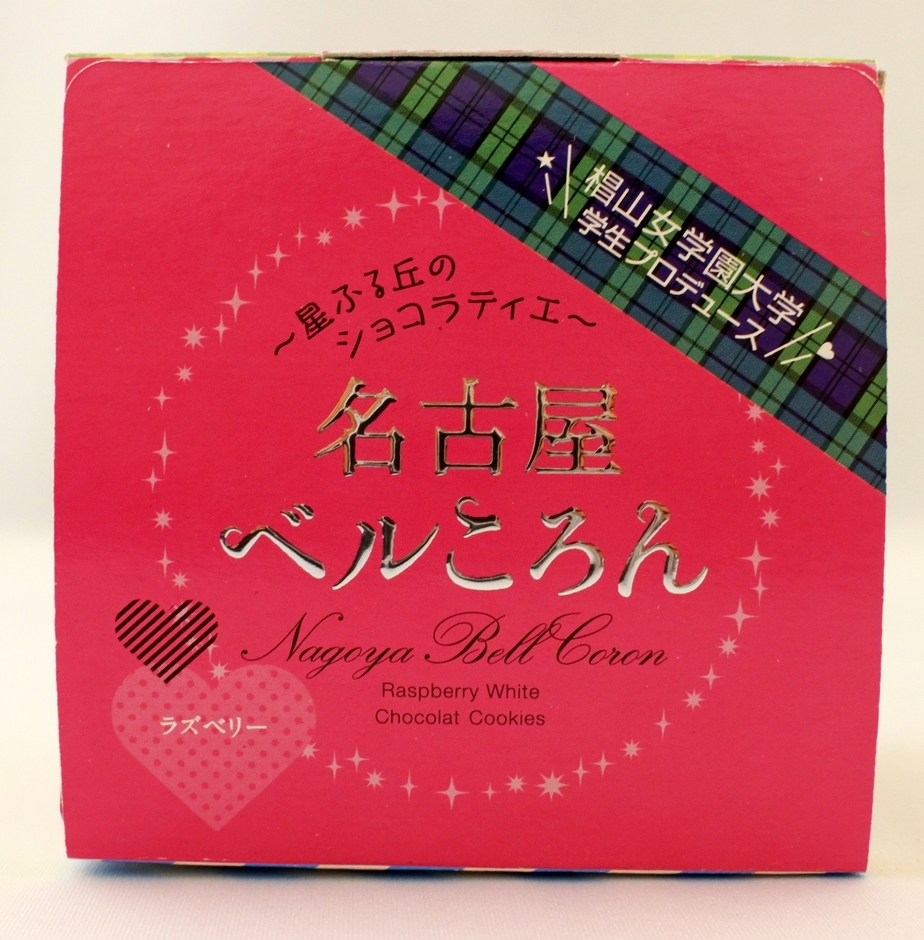 椙山女学園大学
学生プロデュース
～星ふる丘の
ショコラティエ～
名古屋
ベルころん
Nagoya Bell Coron
Raspberry White
Chocolat Cookies
ラズベリー